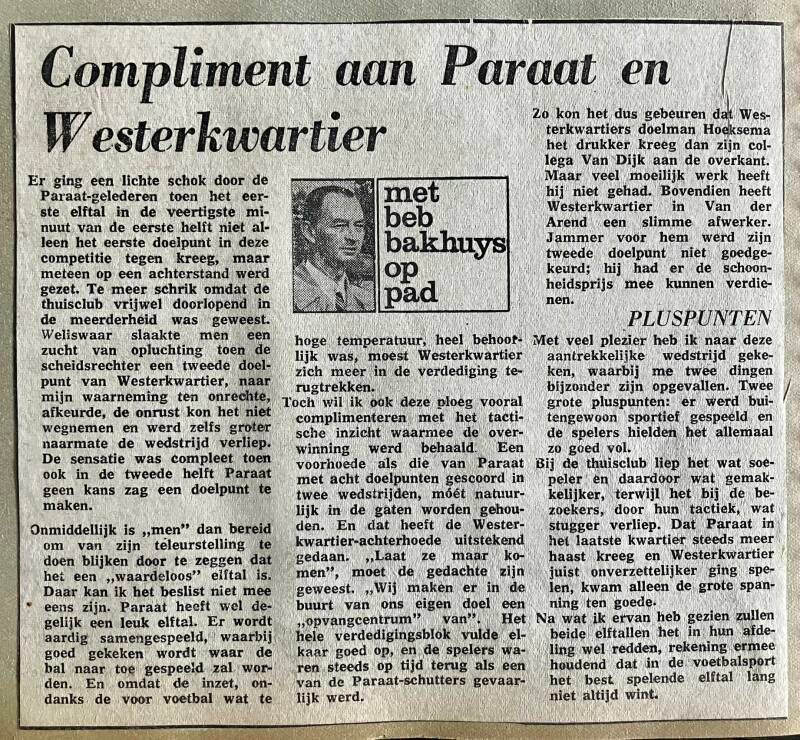 Compliment aan Paraat en
Westerkwartier
Er ging een lichte schok door de
Paraat-gelederen toen het eer-
ste elftal in de veertigste mi-
nuut van de eerste helft niet al-
leen het eerste doelpunt in deze
competitie tegen kreeg, maar
meteen op een achterstand werd
gezet. Te meer schrik omdat de
thuisclub vrijwel doorlopend in
de meerderheid was geweest.
Weliswaar slaakte men een
zucht van opluchting toen de
scheidsrechter een tweede doel-
punt van Westerkwartier, naar
mijn waarneming ten onrechte,
afkeurde, de onrust kon het niet
wegnemen en werd zelfs groter
naarmate de wedstrijd verliep.
De sensatie was compleet toen
ook in de tweede helft Paraat
geen kans zag een doelpunt te
maken.
Onmiddellijk is „men” dan bereid
om van zijn teleurstelling te
doen blijken door te zeggen dat
het een „waardeloos” elftal is.
Daar kan ik het beslist niet mee
eens zijn. Paraat heeft wel de-
gelijk een leuk elftal. Er wordt
aardig samengespeeld, waarbij
goed gekeken wordt waar de
bal naar toe gespeeld zal wor-
den. En omdat de inzet, on-
danks de voor voetbal wat te
met
beb
bakhuys
op
pad
hoge temperatuur, heel behoor-
lijk was, moest Westerkwartier
zich meer in de verdediging te-
rugtrekken.
Toch wil ik ook deze ploeg vooral
complimenteren met het tacti-
sche inzicht waarmee de over-
winning werd behaald. Een
voorhoede als die van Paraat
met acht doelpunten gescoord in
twee wedstrijden, móét natuur-
lijk in de gaten worden gehou-
den. En dat heeft de Wester-
kwartier-achterhoede uitstekend
gedaan. „Laat ze maar ko-
men”, moet de gedachte zijn
geweest. „Wij maken er in de
buurt van ons eigen doel een
„opvangcentrum” van”. Het
hele verdedigingsblok vulde el-
kaar goed op, en de spelers wa-
ren steeds op tijd terug als een
van de Paraat-schutters gevaar-
lijk werd.
Zo kon het dus gebeuren dat Wes-
terkwartiers doelman Hoeksema
het drukker kreeg dan zijn col-
lega Van Dijk aan de overkant.
Maar veel moeilijk werk heeft
hij niet gehad. Bovendien heeft
Westerkwartier in Van der
Arend een slimme afwerker.
Jammer voor hem werd zijn
tweede doelpunt niet goedge-
keurd; hij had er de schoon-
heidsprijs mee kunnen verdie-
nen.
PLUSPUNTEN
Met veel plezier heb ik naar deze
aantrekkelijke wedstrijd geke-
ken, waarbij me twee dingen
bijzonder zijn opgevallen. Twee
grote pluspunten: er werd bui-
tengewoon sportief gespeeld en
de spelers hielden het allemaal
zo goed vol.
Bij de thuisclub liep het wat soe-
peler en daardoor wat gemak-
kelijker, terwijl het bij de be-
zoekers, door hun tactiek, wat
stugger verliep. Dat Paraat in
het laatste kwartier steeds meer
haast kreeg en Westerkwartier
juist onverzettelijker ging spe-
len, kwam alleen de grote span-
ning ten goede.
Na wat ik ervan heb gezien zullen
beide elftallen het in hun afde-
ling wel redden, rekening ermee
houdend dat in de voetbalsport
het best spelende elftal lang
niet altijd wint.